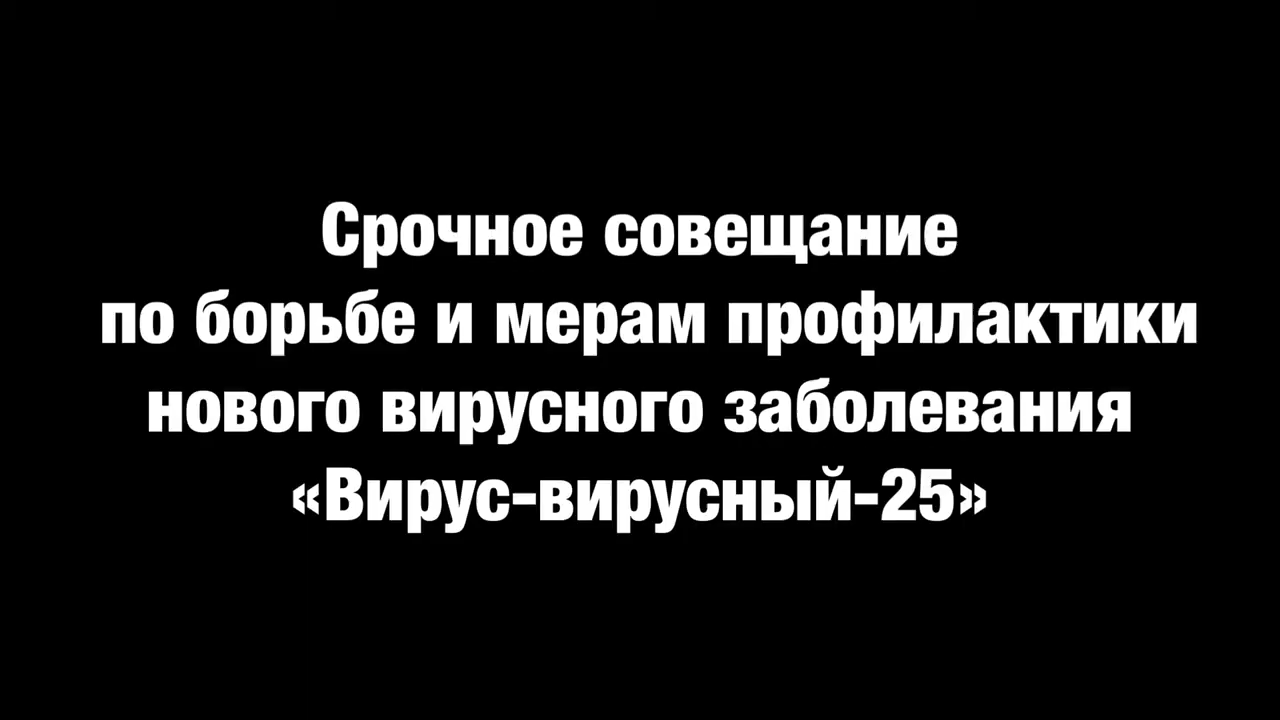 Срочное совещание
по борьбе и мерам профилактики
нового вирусного заболевания
«Вирус-вирусный-25»